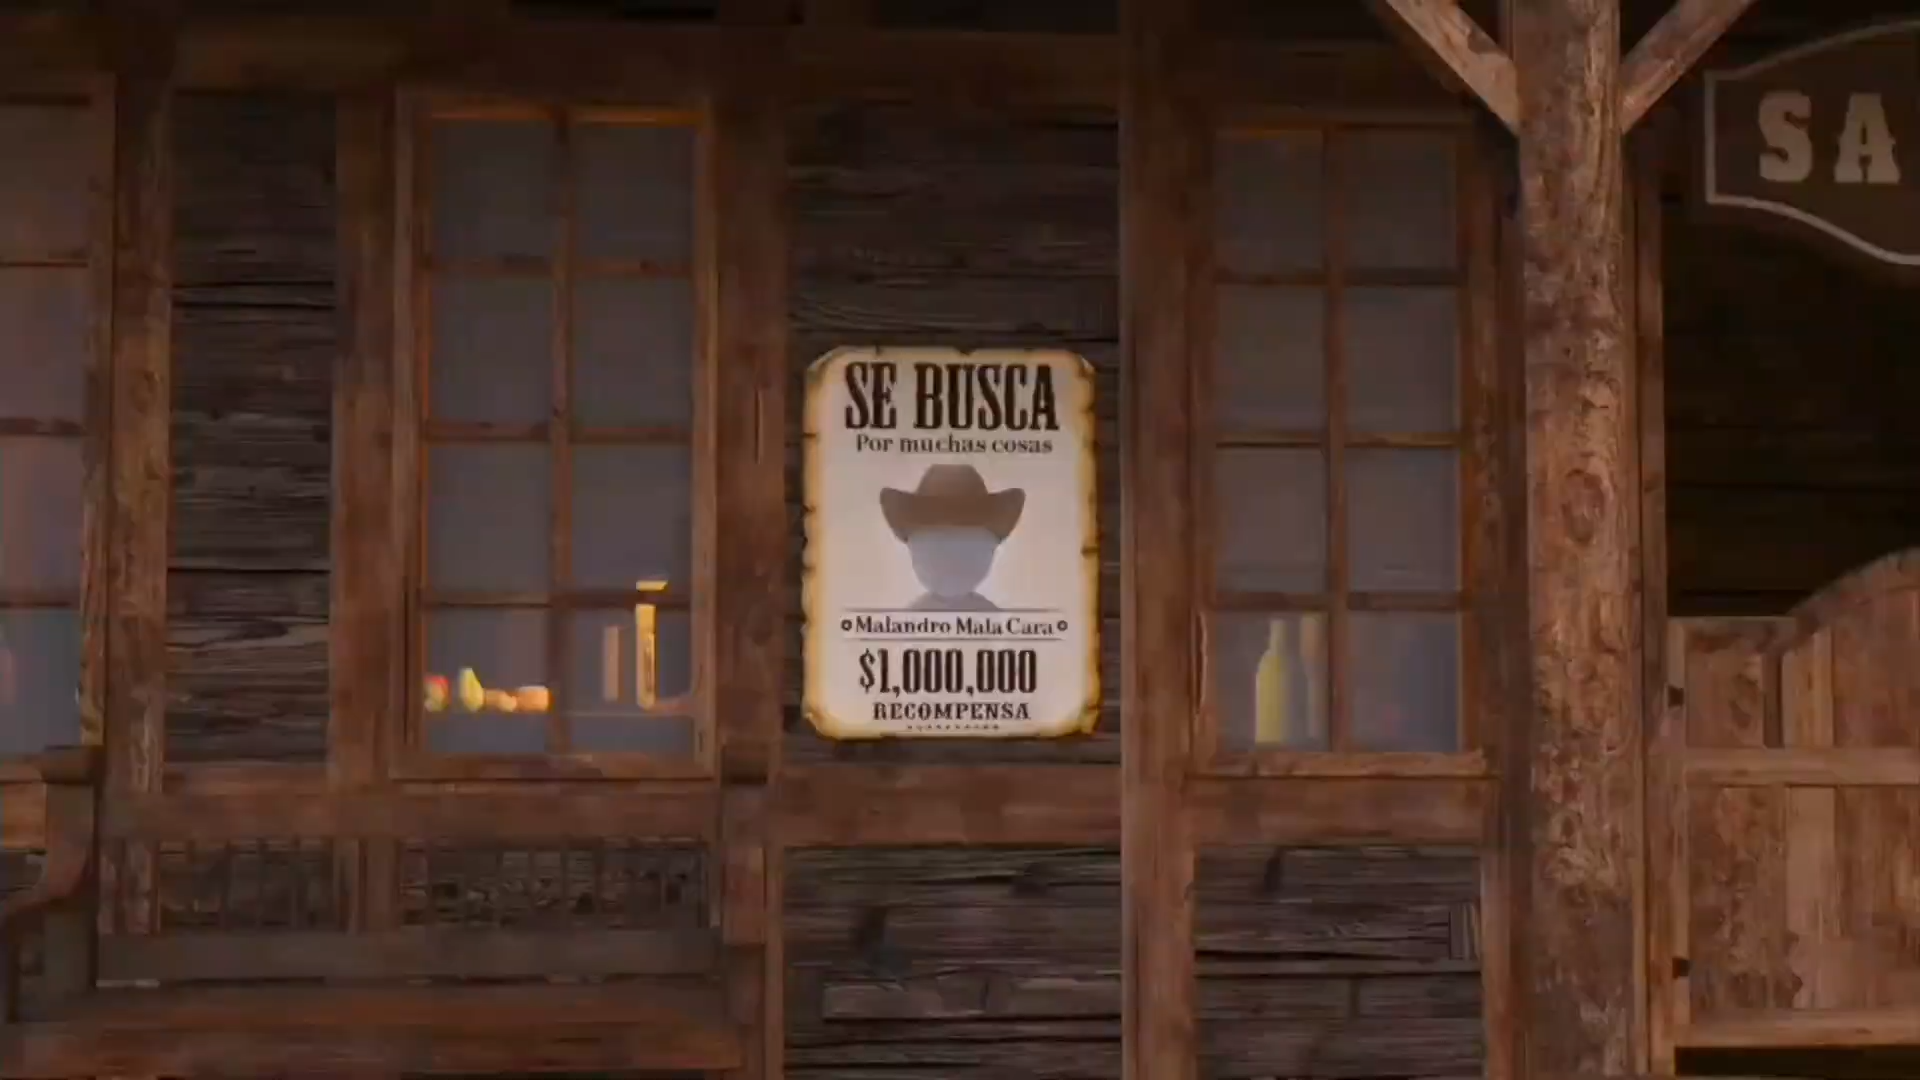 SA
SE BUSCA
Por muchas cosas
Malandro Mala Cara
$1,000,000
RECOMPENSA